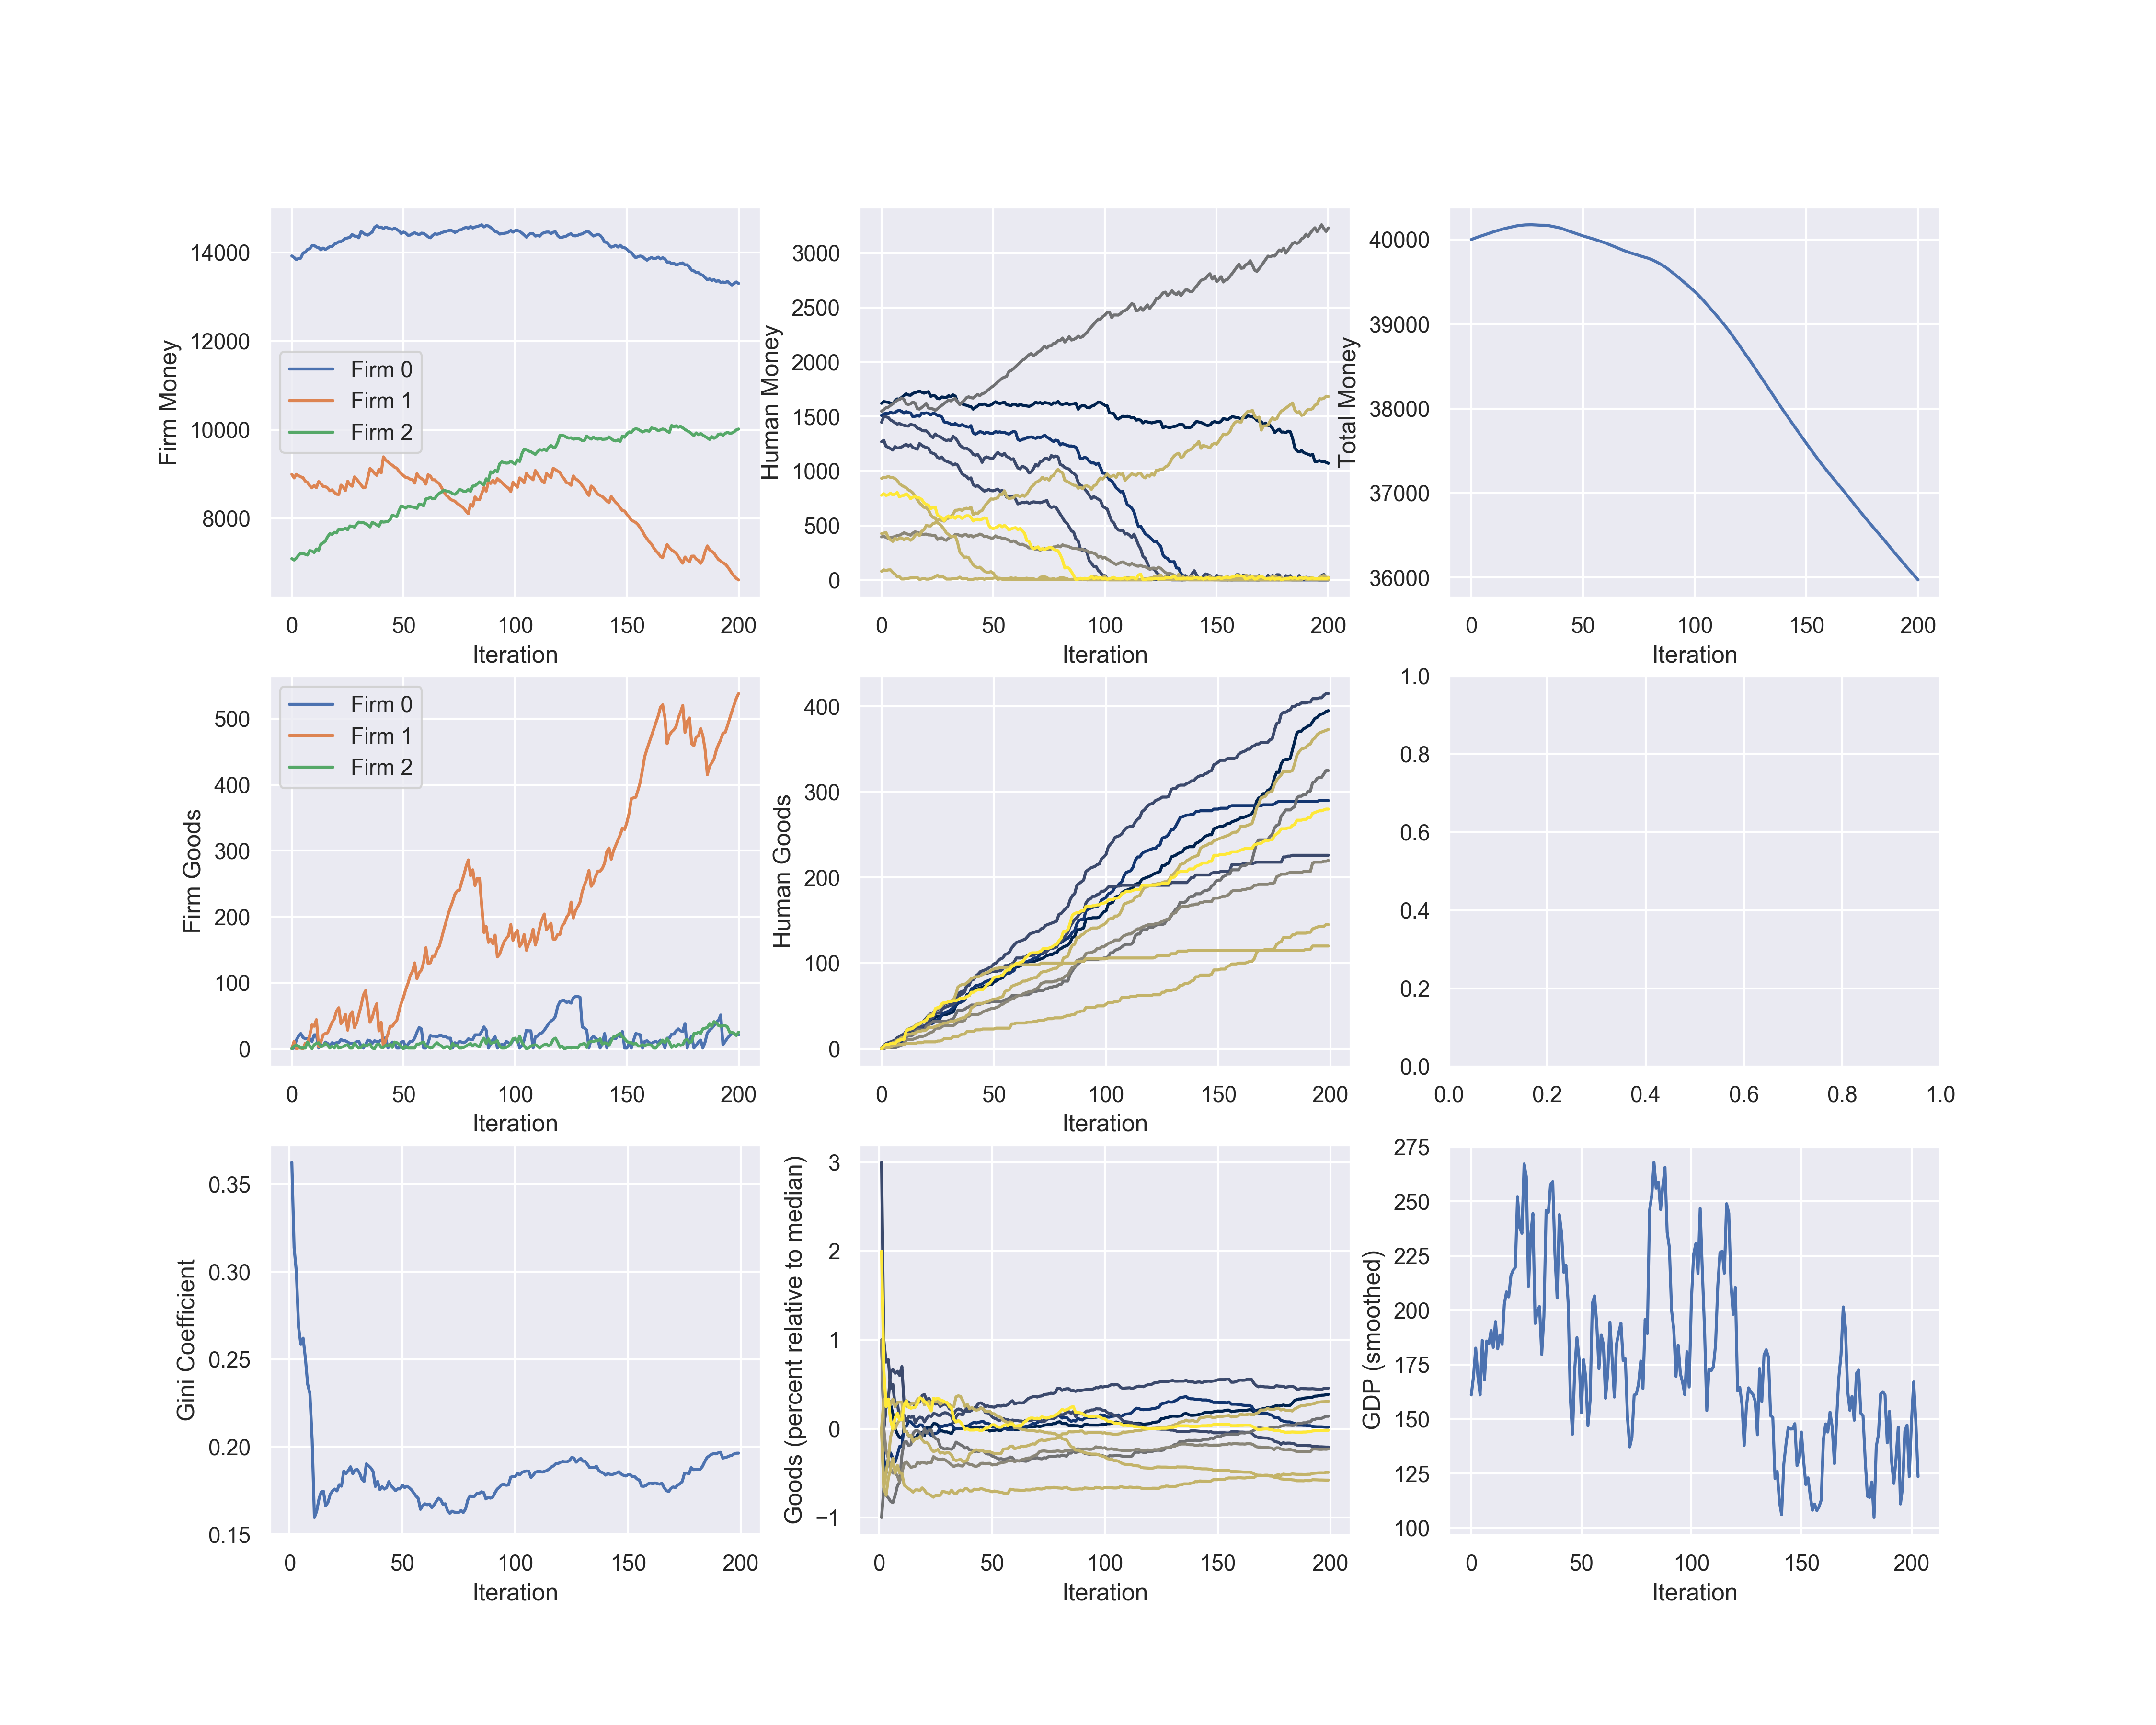 14000
12000
10000
8000
Firm Money
Firm 0
Firm 1
Firm 2
0 50 100 150 200
Iteration
3000
2500
2000
1500
1000
500
0
Human Money
0 50 100 150 200
Iteration
40000
39000
38000
37000
36000
Total Money
0 50 100 150 200
Iteration
500
400
300
200
100
0
Firm Goods
Firm 0
Firm 1
Firm 2
0 50 100 150 200
Iteration
400
300
200
100
0
Human Goods
0 50 100 150 200
Iteration
1.0
0.8
0.6
0.4
0.2
0.0
0.0 0.2 0.4 0.6 0.8 1.0
0.35
0.30
0.25
0.20
0.15
Gini Coefficient
0 50 100 150 200
Iteration
3
2
1
0
−1
Goods (percent relative to median)
0 50 100 150 200
Iteration
275
250
225
200
175
150
125
100
GDP (smoothed)
0 50 100 150 200
Iteration